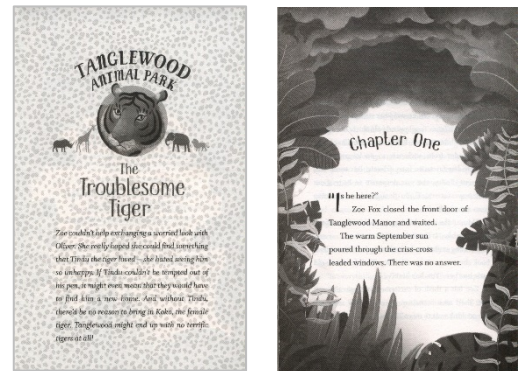 TANGLEWOOD
ANIMAL PARK
The
Troublesome
Tiger
Zoe couldn't help exchanging a worried look with
Oliver. She really hoped she could find something
that Tindu the tiger liked – she hated seeing him
so unhappy. If Tindu couldn't be tempted out of
his pen, it might even mean that they would have
to find him a new home. And without Tindu,
there'd be no reason to bring in Koko, the female
tiger. Tanglewood might end up with no terrific
tigers at all!
Chapter One
"Is he here?"
Zoe Fox closed the front door of
Tanglewood Manor and waited.
The warm September sun
poured through the criss-cross
leaded windows. There was no answer.